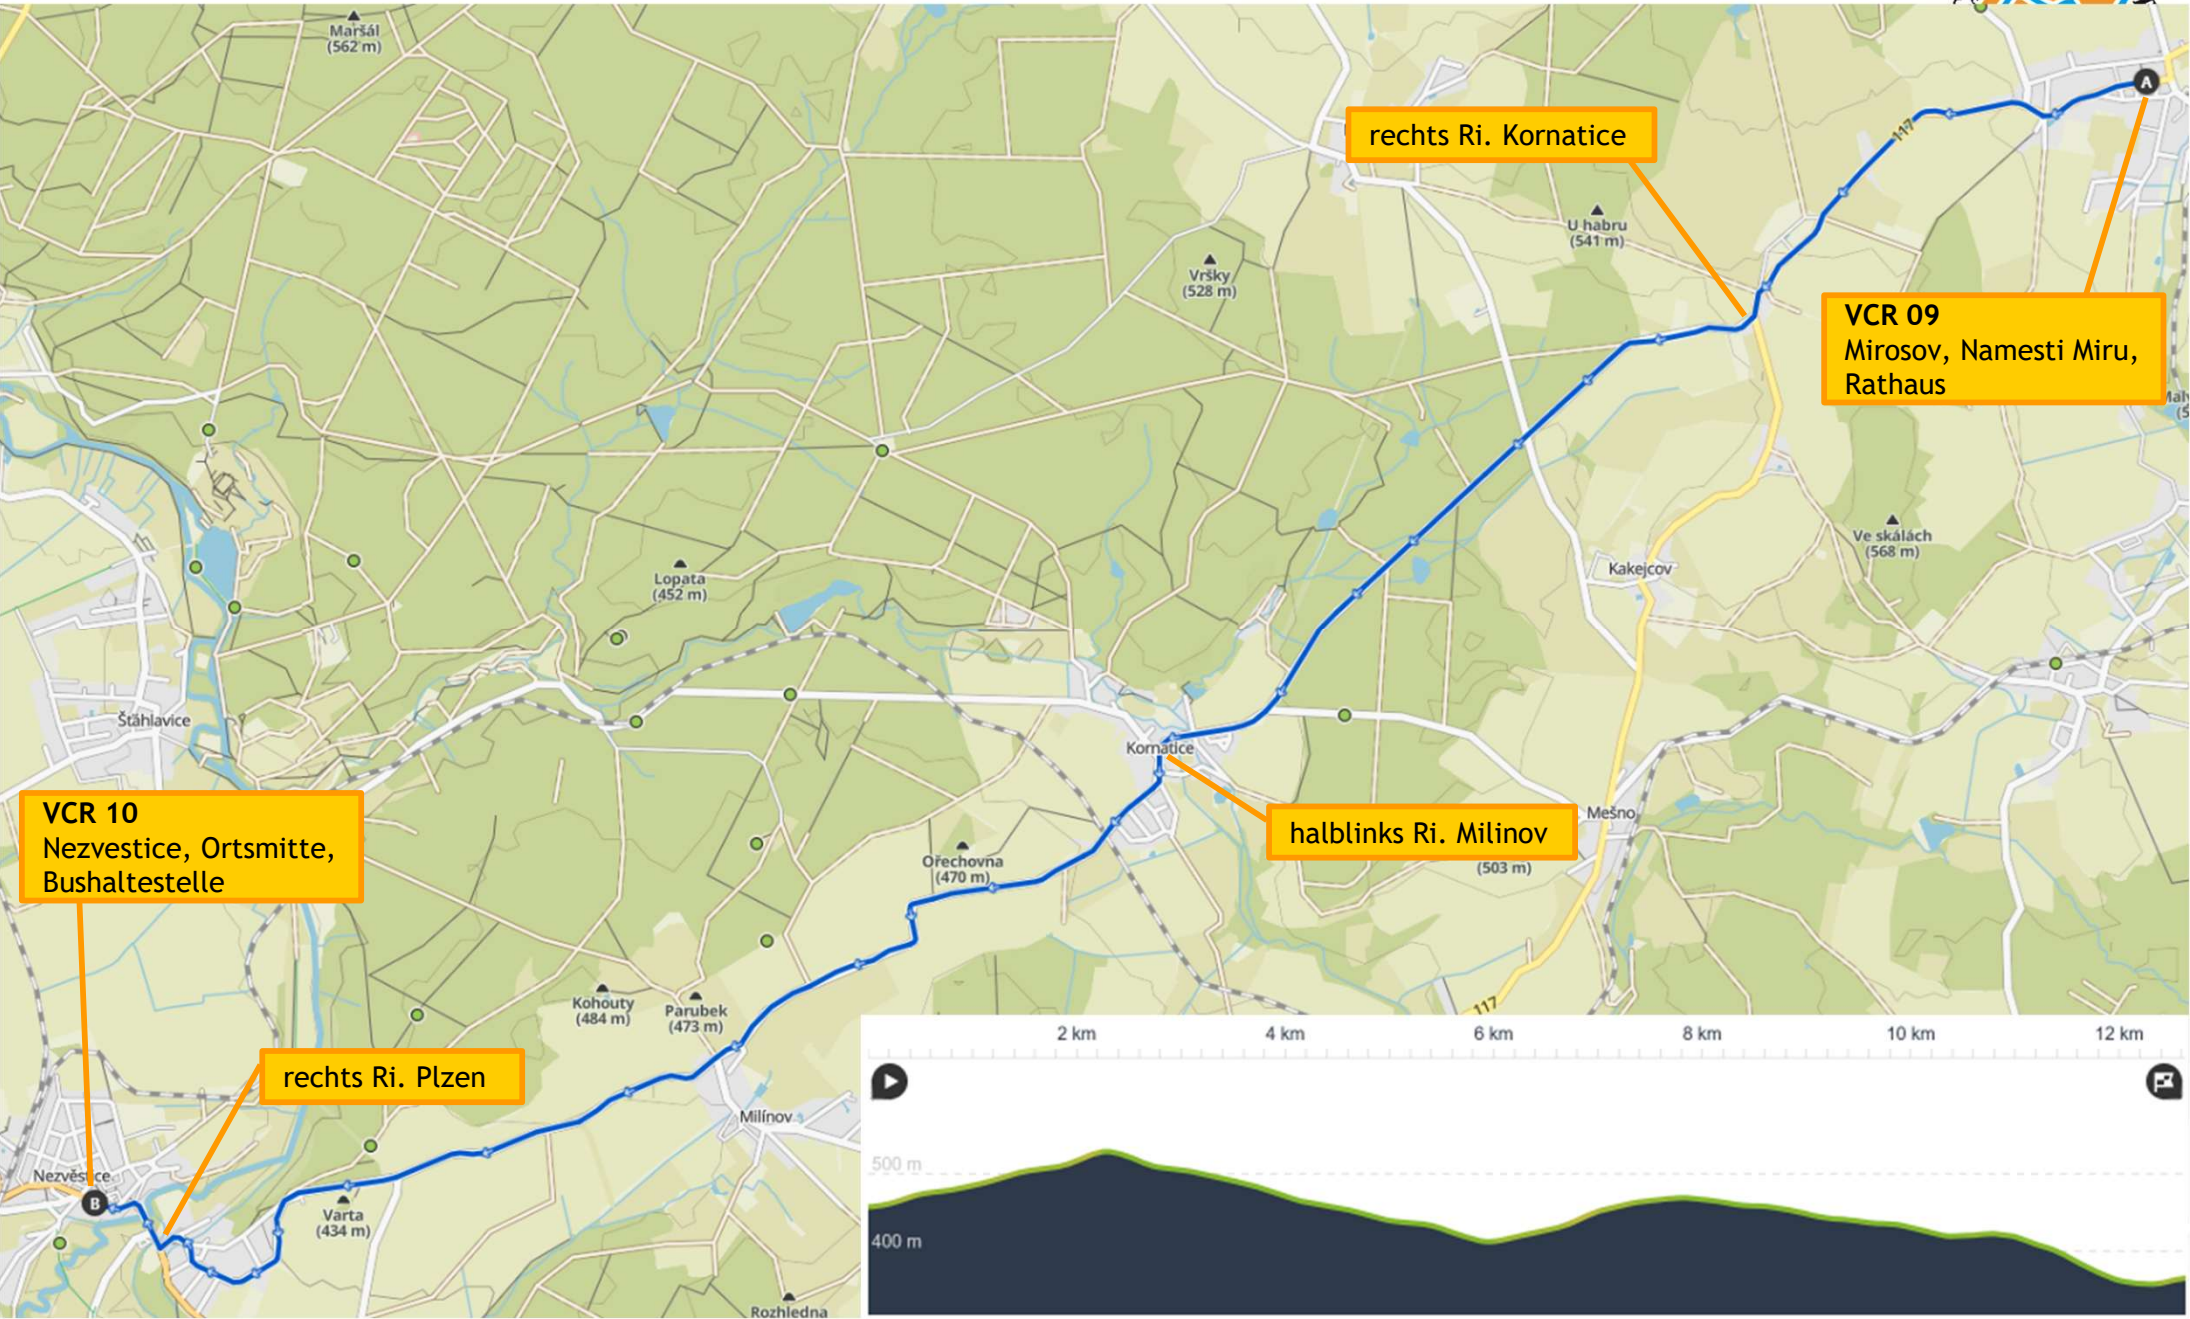 Maršál
(562 m)
A
117
rechts Ri. Kornatice
U habru
(541 m)
Vršky
(528 m)
VCR 09
Mirosov, Namesti Miru,
Rathaus
Ve skálách
(568 m)
Kakejcov
Lopata
(452 m)
Šťáhlavice
Kornatice
VCR 10
Nezvestice, Ortsmitte,
Bushaltestelle
halblinks Ri. Milinov
Mešno
(503 m)
Ořechovna
(470 m)
Kohouty
(484 m)
Parubek
(473 m)
117
2 km
4 km
6 km
8 km
10 km
12 km
rechts Ri. Plzen
Milínov
500 m
Nezvěstice
B
Varta
(434 m)
400 m
Rozhledna